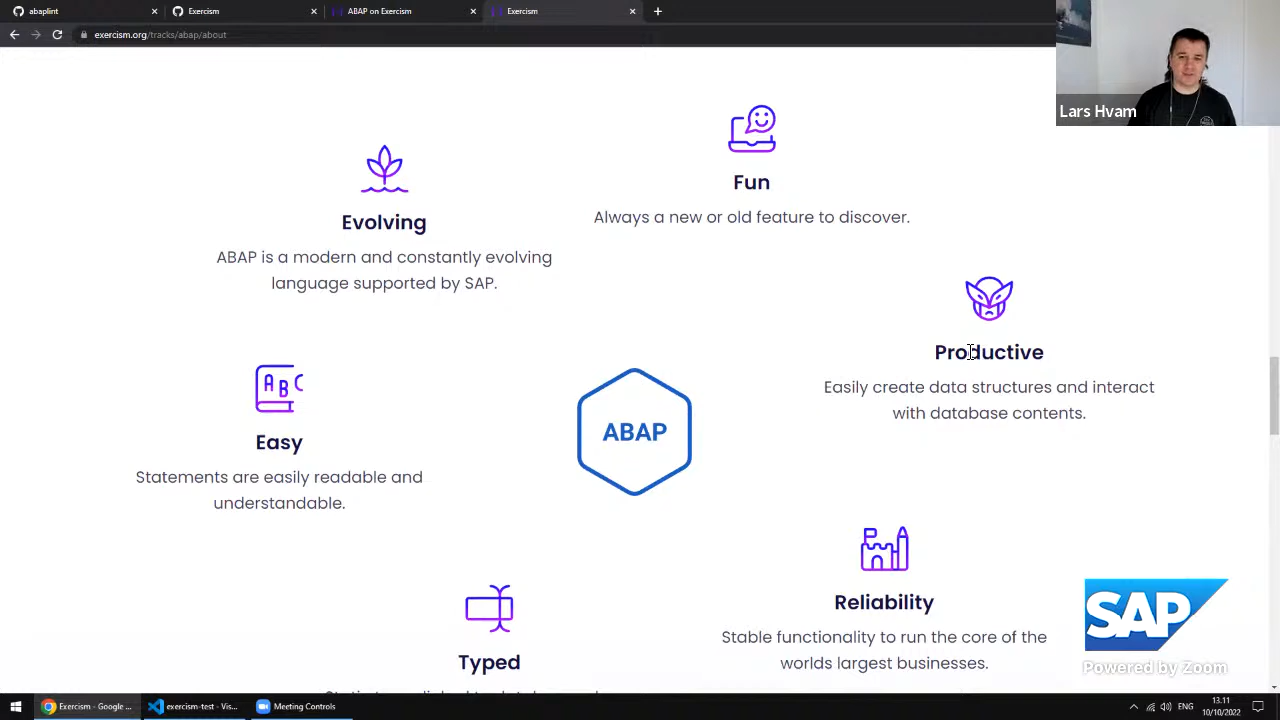 abaplint
Exercism
ABAP on Exercism
Exercism
exercism.org/tracks/abap/about
Lars Hvam
Fun
Always a new or old feature to discover.
Evolving
ABAP is a modern and constantly evolving
language supported by SAP.
Productive
Easily create data structures and interact
with database contents.
Easy
Statements are easily readable and
understandable.
ABAP
Reliability
Stable functionality to run the core of the
worlds largest businesses.
Typed
SAP
Powered by Zoom
Exercism - Google ...
exercism-test - Vis...
Meeting Controls
ENG
13.11
10/10/2022